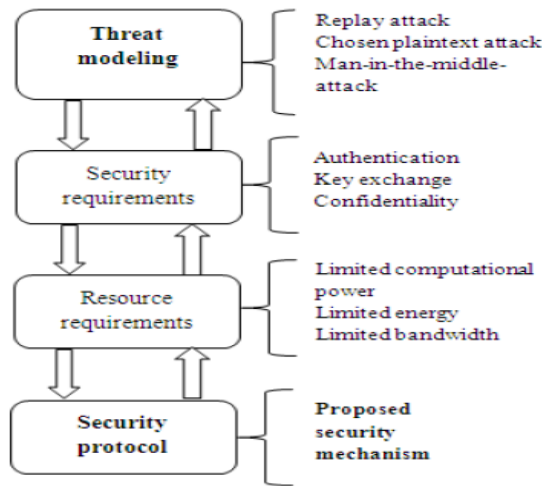 Threat
modeling
Replay attack
Chosen plaintext attack
Man-in-the-middle-
attack
Security
requirements
Authentication
Key exchange
Confidentiality
Resource
requirements
Limited computational
power
Limited energy
Limited bandwidth
Security
protocol
Proposed
security
mechanism